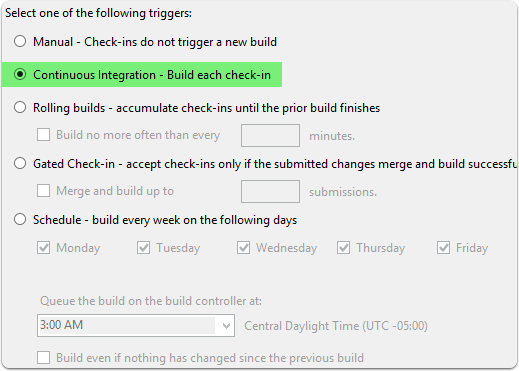 Select one of the following triggers:
Manual - Check-ins do not trigger a new build
Continuous Integration - Build each check-in
Rolling builds - accumulate check-ins until the prior build finishes
Build no more often than every minutes.
Gated Check-in - accept check-ins only if the submitted changes merge and build successfu
Merge and build up to submissions.
Schedule - build every week on the following days
Monday Tuesday Wednesday Thursday Friday
Queue the build on the build controller at:
3:00 AM Central Daylight Time (UTC -05:00)
Build even if nothing has changed since the previous build